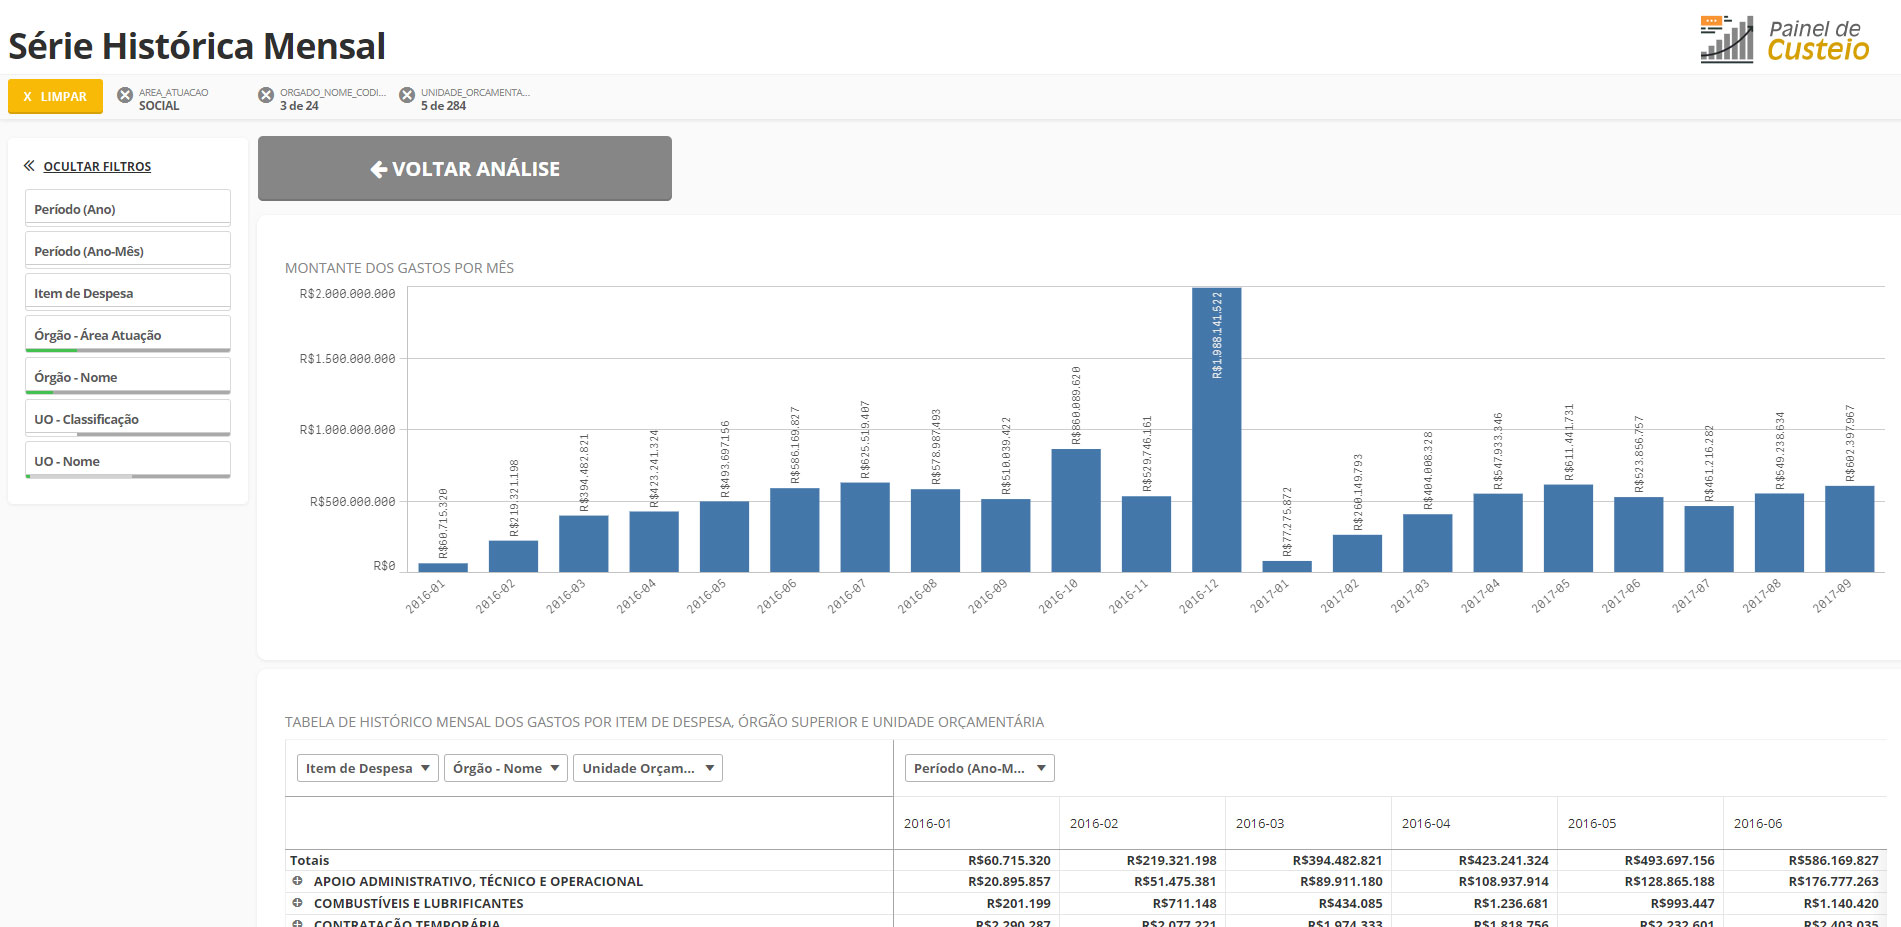 Série Histórica Mensal
Painel de
Custeio
X LIMPAR
AREA_ATUACAO
SOCIAL
ORGADO_NOME_CODI...
3 de 24
UNIDADE_ORCAMENTA...
5 de 284
OCULTAR FILTROS
Período (Ano)
Período (Ano-Mês)
Item de Despesa
Órgão - Área Atuação
Órgão - Nome
UO - Classificação
UO - Nome
VOLTAR ANÁLISE
MONTANTE DOS GASTOS POR MÊS
R$2.000.000.000
R$1.500.000.000
R$1.000.000.000
R$500.000.000
R$0
R$60.715.320
R$219.321.198
R$394.482.821
R$423.241.324
R$493.697.156
R$586.169.827
R$625.519.407
R$578.987.493
R$510.039.422
R$860.089.620
R$529.746.161
R$1.988.141.522
R$77.275.872
R$260.149.793
R$404.008.328
R$547.933.346
R$611.441.731
R$523.856.757
R$461.216.282
R$549.238.634
R$602.397.967
2016-01
2016-02
2016-03
2016-04
2016-05
2016-06
2016-07
2016-08
2016-09
2016-10
2016-11
2016-12
2017-01
2017-02
2017-03
2017-04
2017-05
2017-06
2017-07
2017-08
2017-09
TABELA DE HISTÓRICO MENSAL DOS GASTOS POR ITEM DE DESPESA, ÓRGÃO SUPERIOR E UNIDADE ORÇAMENTÁRIA
Item de Despesa Órgão - Nome Unidade Orçam... Período (Ano-M...
2016-01 2016-02 2016-03 2016-04 2016-05 2016-06
Totais R$60.715.320 R$219.321.198 R$394.482.821 R$423.241.324 R$493.697.156 R$586.169.827
APOIO ADMINISTRATIVO, TÉCNICO E OPERACIONAL R$20.895.857 R$51.475.381 R$89.911.180 R$108.937.914 R$128.865.188 R$176.777.263
COMBUSTÍVEIS E LUBRIFICANTES R$201.199 R$711.148 R$434.085 R$1.236.681 R$993.447 R$1.140.420
CONTRATAÇÃO TEMPORÁRIA R$2.290.287 R$2.077.221 R$1.974.333 R$1.818.756 R$2.232.601 R$2.403.035